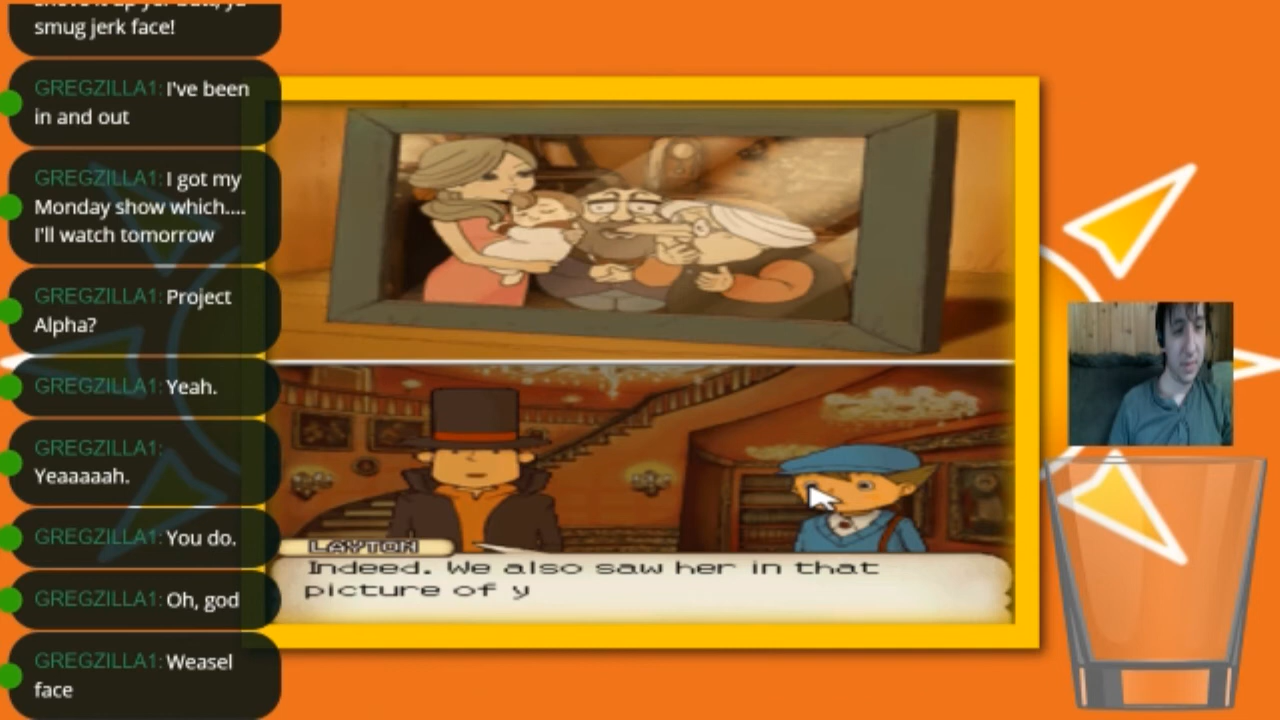 smug jerk face!
GREGZILLA1: I've been
in and out
GREGZILLA1: I got my
Monday show which....
I'll watch tomorrow
GREGZILLA1: Project
Alpha?
GREGZILLA1: Yeah.
GREGZILLA1:
Yeaaaaah.
GREGZILLA1: You do.
GREGZILLA1: Oh, god
GREGZILLA1: Weasel
face
LAYTON
Indeed. We also saw her in that
picture of y